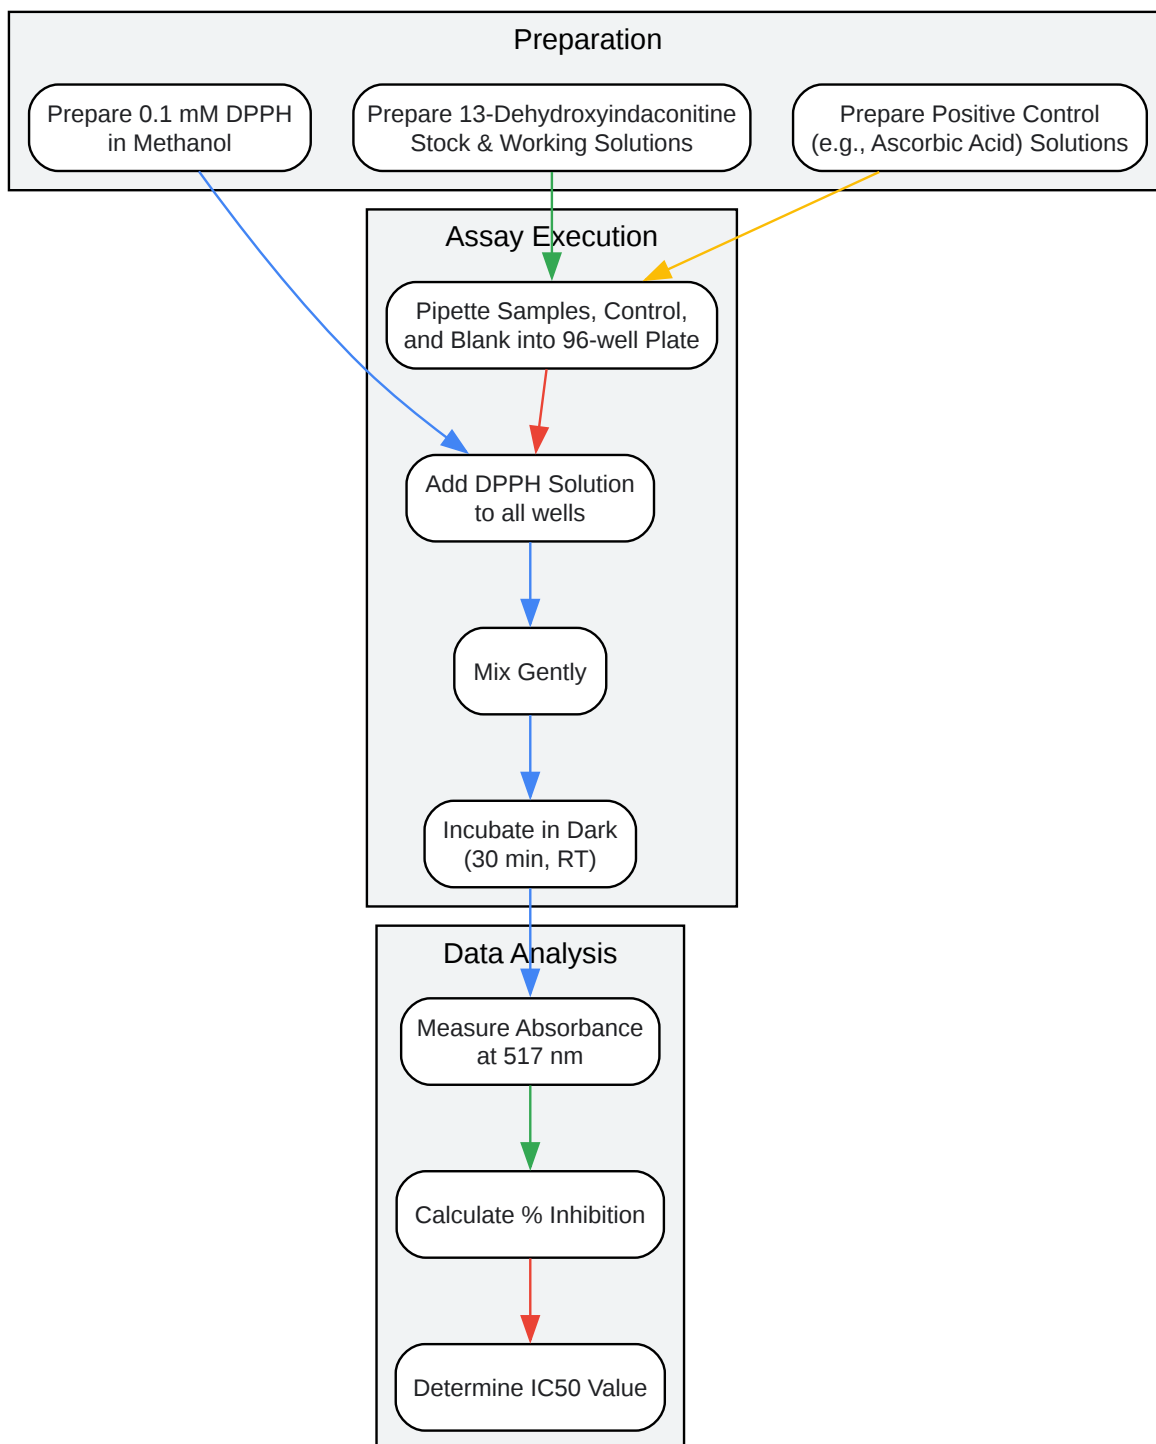 Preparation
Prepare 0.1 mM DPPH
in Methanol
Prepare 13-Dehydroxyindaconitine
Stock & Working Solutions
Prepare Positive Control
(e.g., Ascorbic Acid) Solutions
Assay Execution
Pipette Samples, Control,
and Blank into 96-well Plate
Add DPPH Solution
to all wells
Mix Gently
Incubate in Dark
(30 min, RT)
Data Analysis
Measure Absorbance
at 517 nm
Calculate % Inhibition
Determine IC50 Value